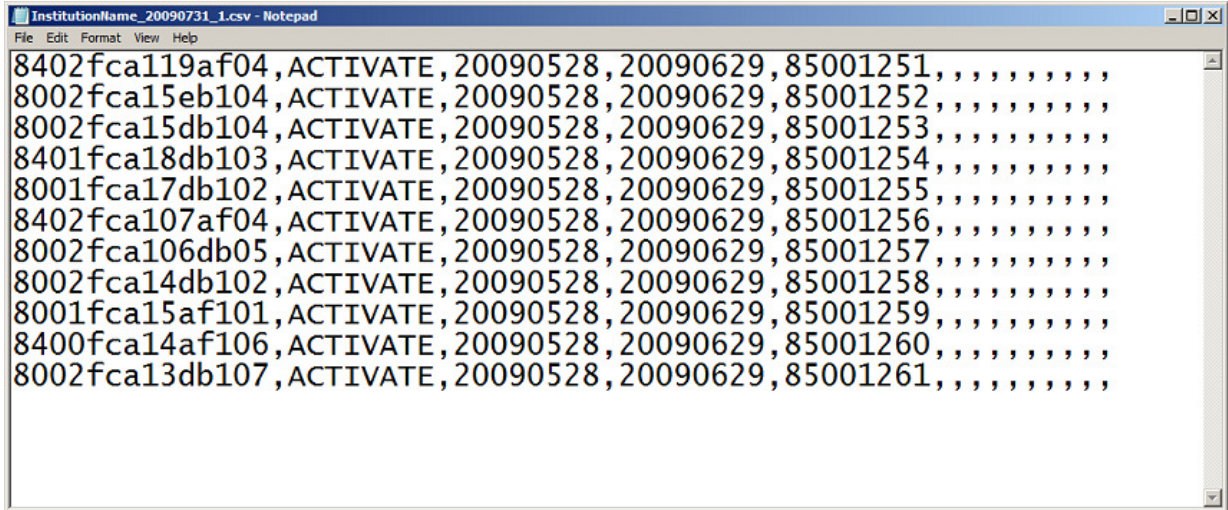 InstitutionName_20090731_1.csv - Notepad
File Edit Format View Help
8402fca119af04,ACTIVATE,20090528,20090629,85001251,,,,,,,,,,
8002fca15eb104,ACTIVATE,20090528,20090629,85001252,,,,,,,,,,
8002fca15db104,ACTIVATE,20090528,20090629,85001253,,,,,,,,,,
8401fca18db103,ACTIVATE,20090528,20090629,85001254,,,,,,,,,,
8001fca17db102,ACTIVATE,20090528,20090629,85001255,,,,,,,,,,
8402fca107af04,ACTIVATE,20090528,20090629,85001256,,,,,,,,,,
8002fca106db05,ACTIVATE,20090528,20090629,85001257,,,,,,,,,,
8002fca14db102,ACTIVATE,20090528,20090629,85001258,,,,,,,,,,
8001fca15af101,ACTIVATE,20090528,20090629,85001259,,,,,,,,,,
8400fca14af106,ACTIVATE,20090528,20090629,85001260,,,,,,,,,,
8002fca13db107,ACTIVATE,20090528,20090629,85001261,,,,,,,,,,